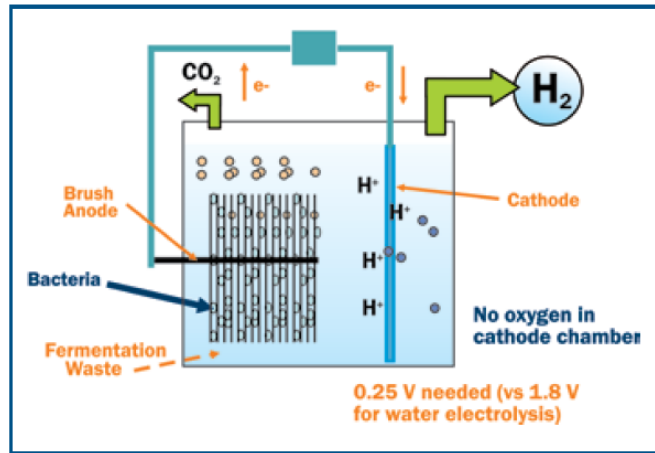 CO₂
e-
e-
H₂
Brush
Anode
H⁺
H⁺
Cathode
Bacteria
H⁺
H⁺
No oxygen in
cathode chamber
Fermentation
Waste
0.25 V needed (vs 1.8 V
for water electrolysis)